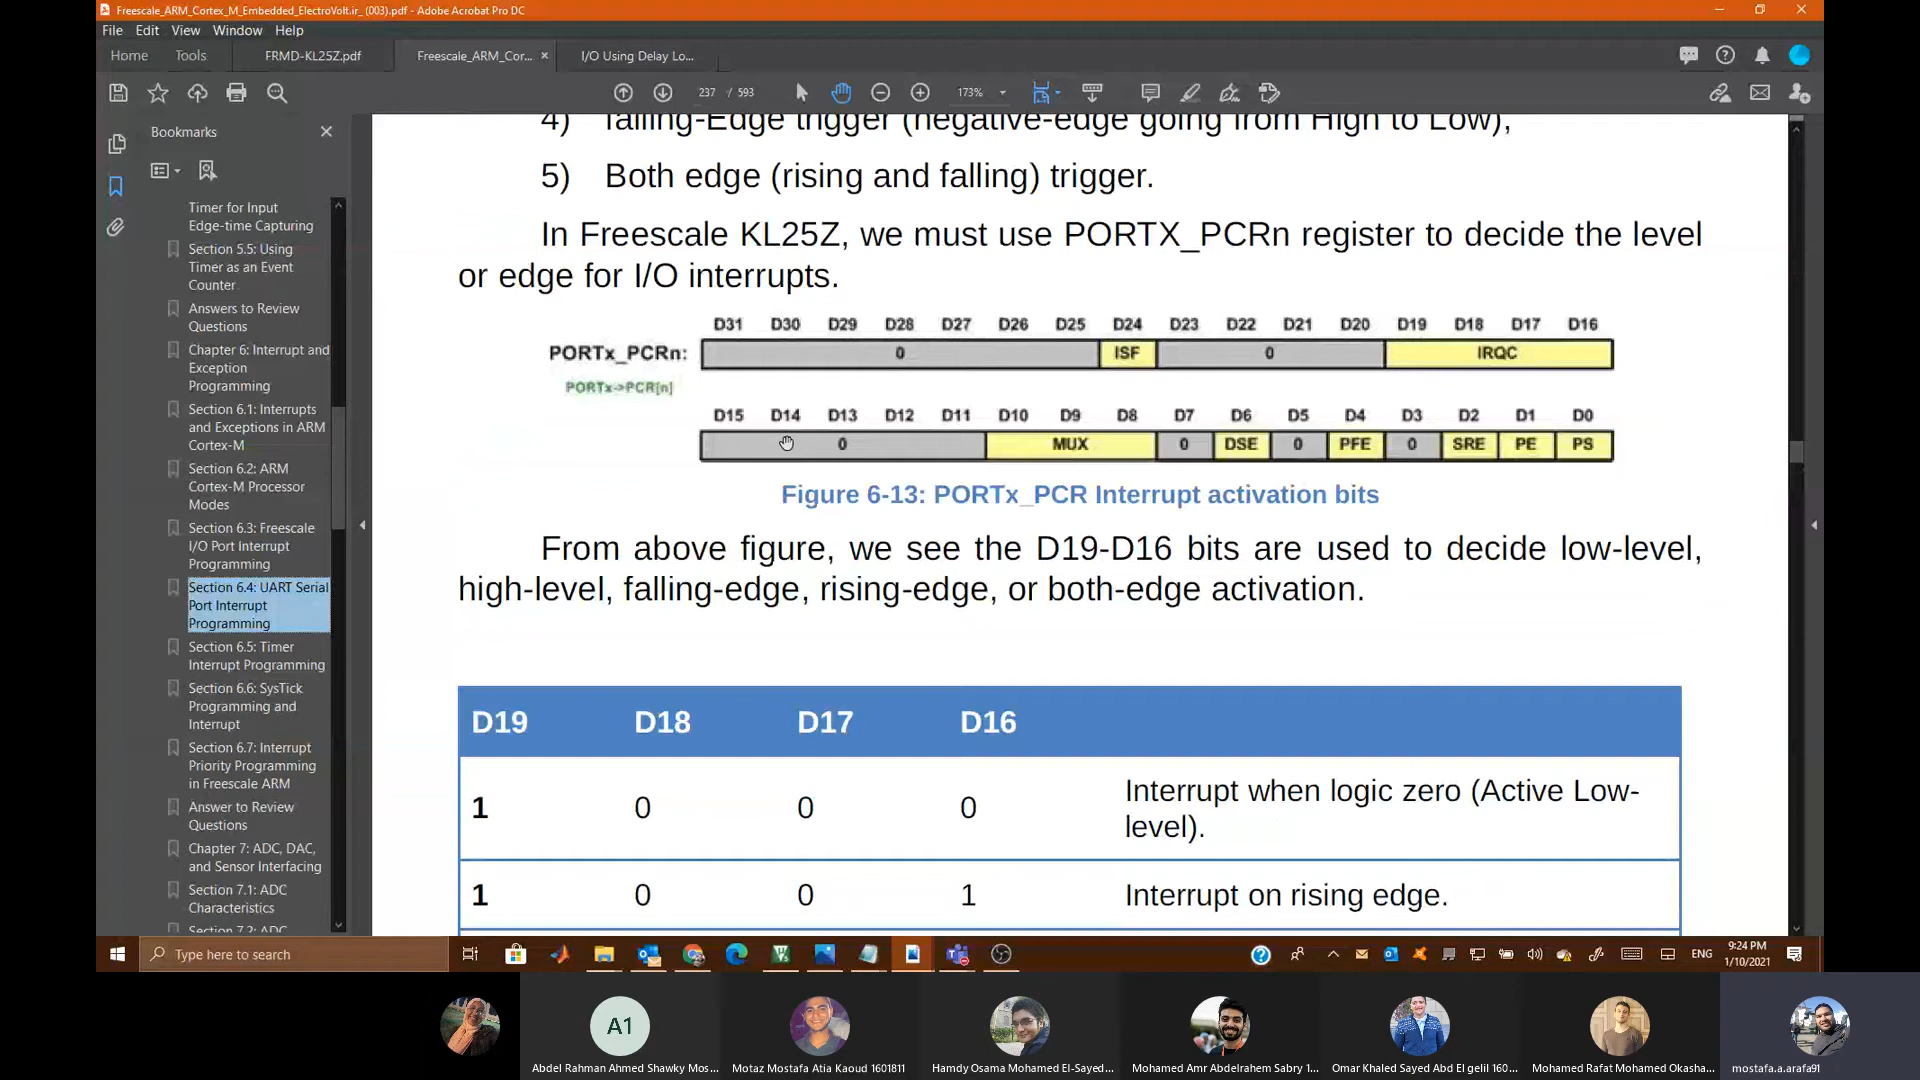 Freescale_ARM_Cortex_M_Embedded_ElectroVolt.ir_ (003).pdf - Adobe Acrobat Pro DC
File Edit View Window Help
Home Tools FRMD-KL25Z.pdf Freescale_ARM_Cor... × I/O Using Delay Lo...
237 / 593 173%
Bookmarks
Timer for Input
Edge-time Capturing
Section 5.5: Using
Timer as an Event
Counter
Answers to Review
Questions
Chapter 6: Interrupt and
Exception
Programming
Section 6.1: Interrupts
and Exceptions in ARM
Cortex-M
Section 6.2: ARM
Cortex-M Processor
Modes
Section 6.3: Freescale
I/O Port Interrupt
Programming
Section 6.4: UART Serial
Port Interrupt
Programming
Section 6.5: Timer
Interrupt Programming
Section 6.6: SysTick
Programming and
Interrupt
Section 6.7: Interrupt
Priority Programming
in Freescale ARM
Answer to Review
Questions
Chapter 7: ADC, DAC,
and Sensor Interfacing
Section 7.1: ADC
Characteristics
Section 7.2: ADC
4) falling-Edge trigger (negative-edge going from High to Low),
5) Both edge (rising and falling) trigger.
In Freescale KL25Z, we must use PORTX_PCRn register to decide the level
or edge for I/O interrupts.
D31 D30 D29 D28 D27 D26 D25 D24 D23 D22 D21 D20 D19 D18 D17 D16
PORTx_PCRn: 0 ISF 0 IRQC
PORTx->PCR[n]
D15 D14 D13 D12 D11 D10 D9 D8 D7 D6 D5 D4 D3 D2 D1 D0
0 MUX 0 DSE 0 PFE 0 SRE PE PS
Figure 6-13: PORTx_PCR Interrupt activation bits
From above figure, we see the D19-D16 bits are used to decide low-level,
high-level, falling-edge, rising-edge, or both-edge activation.
D19 D18 D17 D16
1 0 0 0 Interrupt when logic zero (Active Low-
level).
1 0 0 1 Interrupt on rising edge.
Type here to search
ENG
9:24 PM
1/10/2021
A1
Abdel Rahman Ahmed Shawky Mos...
Motaz Mostafa Atia Kaoud 1601811
Hamdy Osama Mohamed El-Sayed...
Mohamed Amr Abdelrahem Sabry 1...
Omar Khaled Sayed Abd El gelil 160...
Mohamed Rafat Mohamed Okasha...
mostafa.a.arafa91